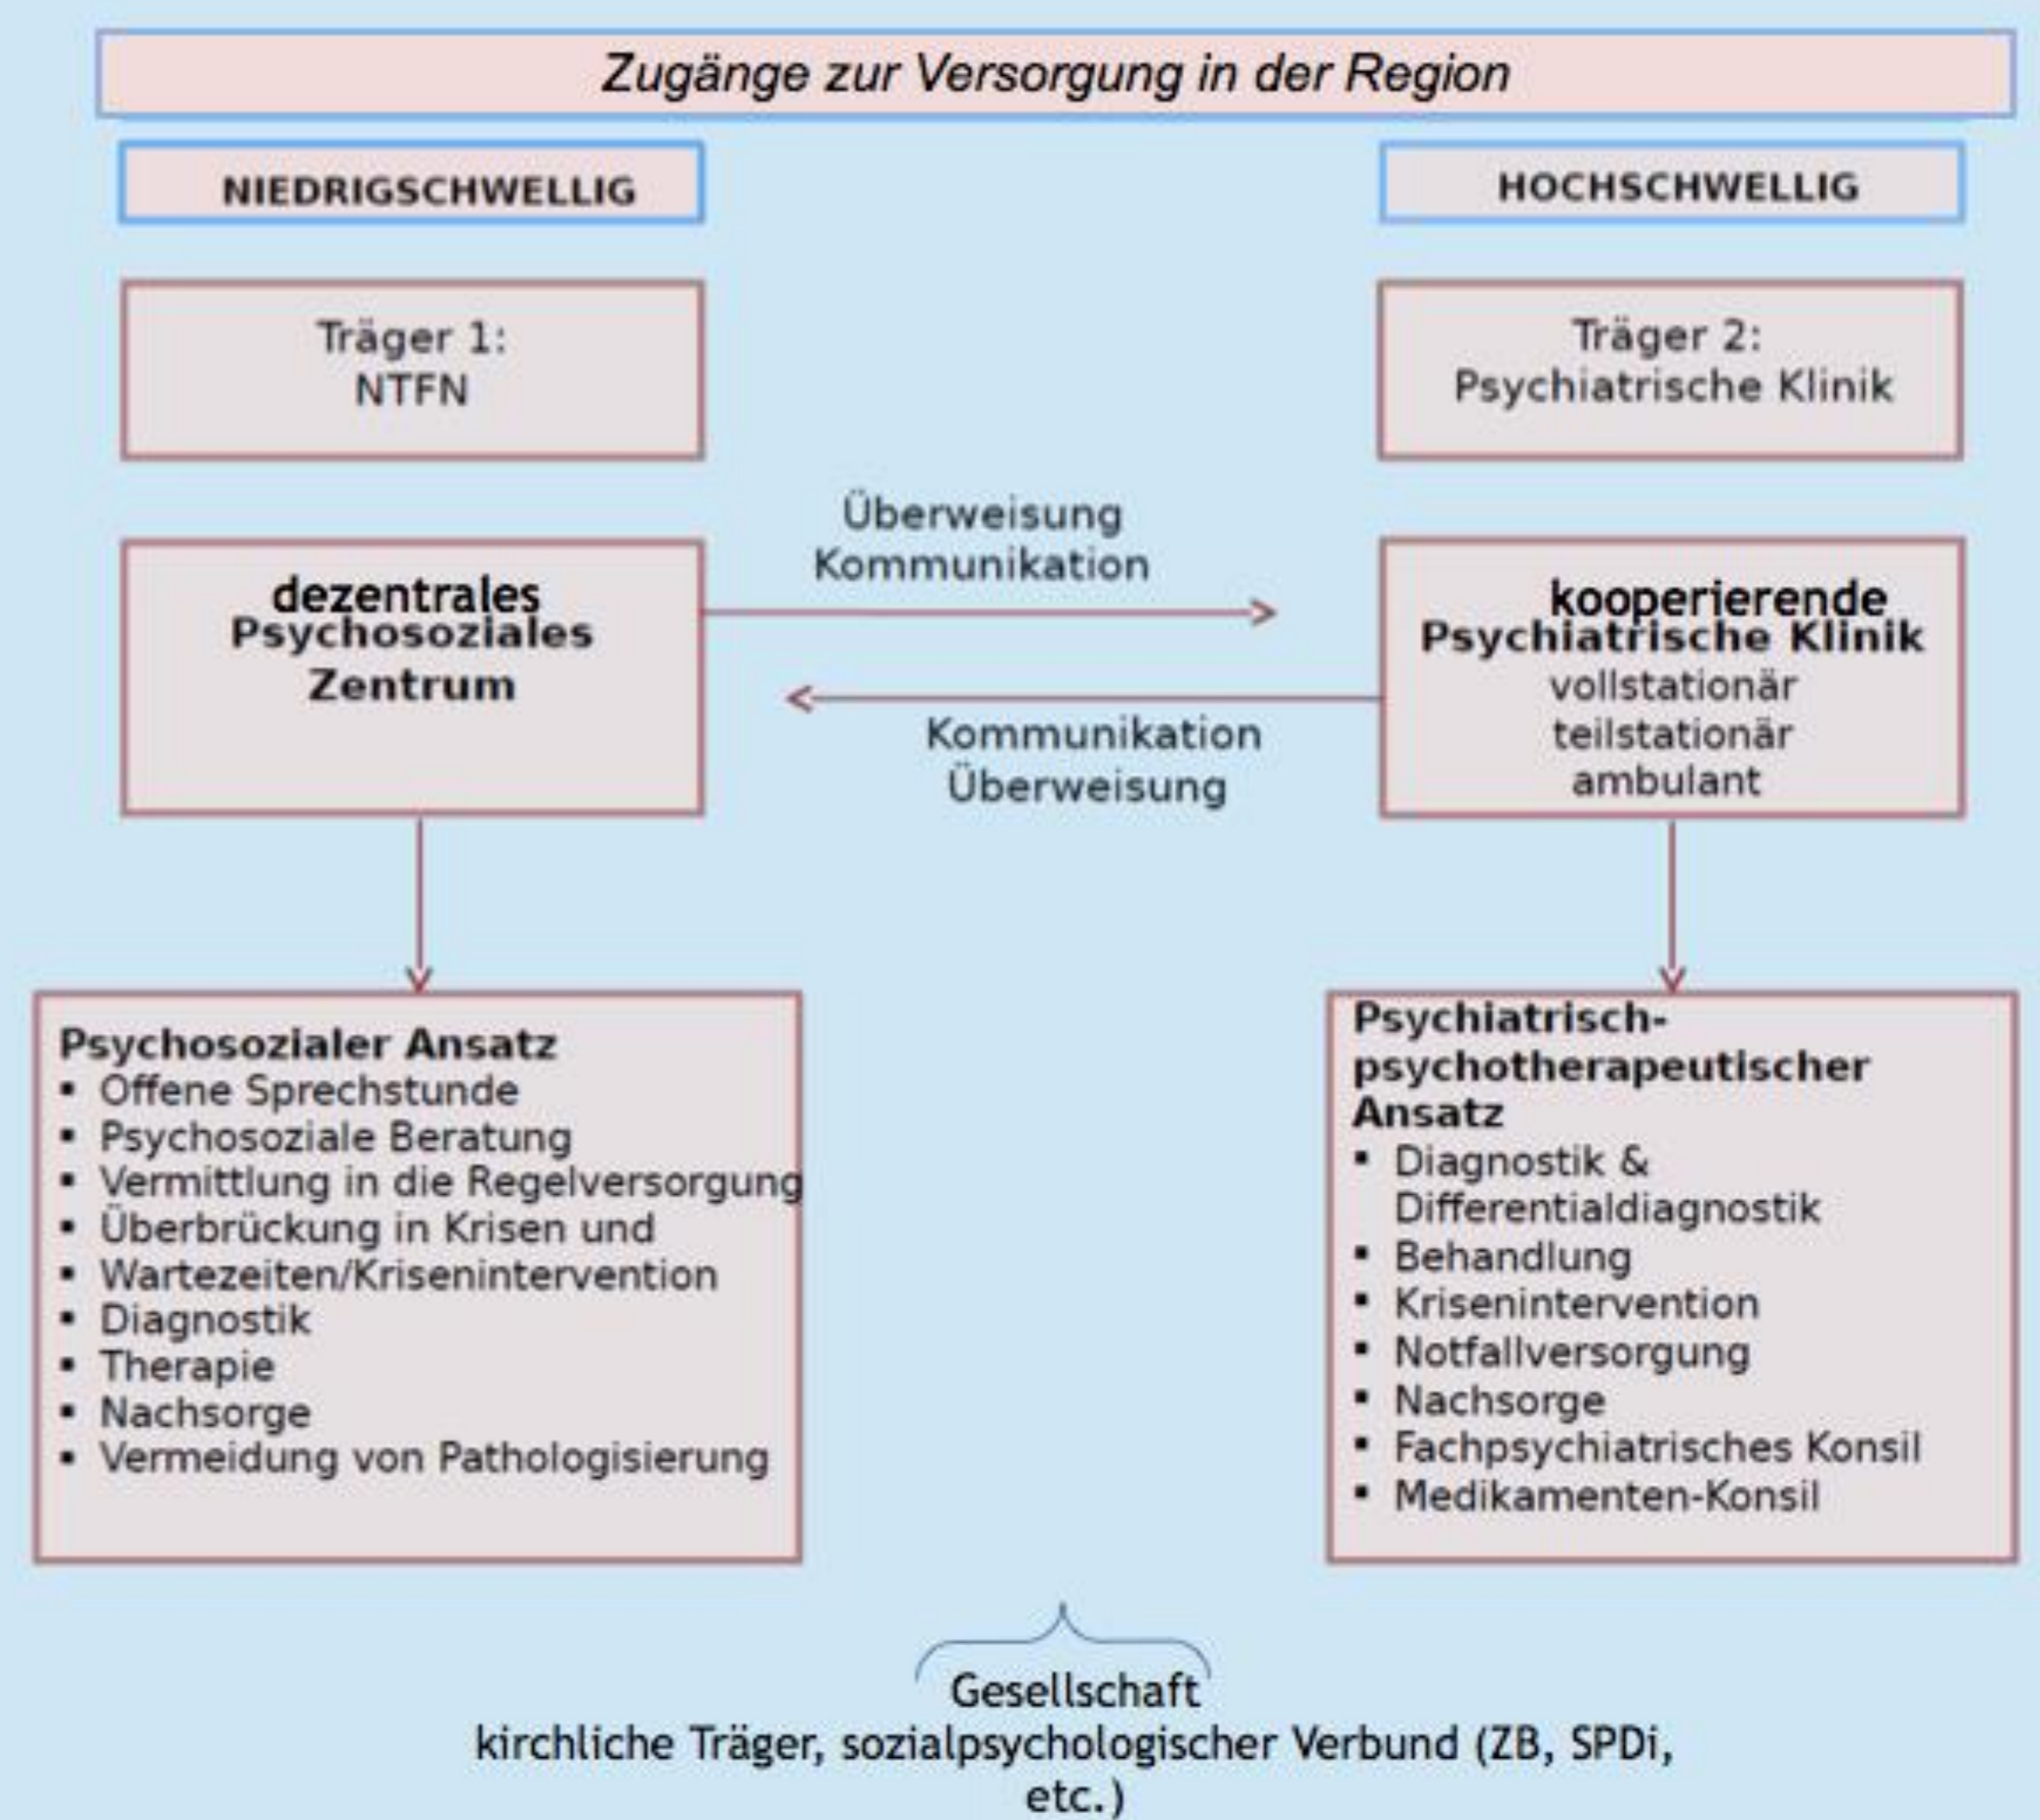 Zugänge zur Versorgung in der Region
NIEDRIGSCHWELLIG
HOCHSCHWELLIG
Träger 1:
NTFN
Träger 2:
Psychiatrische Klinik
Überweisung
Kommunikation
dezentrales
Psychosoziales
Zentrum
kooperierende
Psychiatrische Klinik
vollstationär
teilstationär
ambulant
Kommunikation
Überweisung
Psychosozialer Ansatz
▪ Offene Sprechstunde
▪ Psychosoziale Beratung
▪ Vermittlung in die Regelversorgung
▪ Überbrückung in Krisen und
▪ Wartezeiten/Krisenintervention
▪ Diagnostik
▪ Therapie
▪ Nachsorge
▪ Vermeidung von Pathologisierung
Psychiatrisch-
psychotherapeutischer
Ansatz
▪ Diagnostik &
Differentialdiagnostik
▪ Behandlung
▪ Krisenintervention
▪ Notfallversorgung
▪ Nachsorge
▪ Fachpsychiatrisches Konsil
▪ Medikamenten-Konsil
Gesellschaft
kirchliche Träger, sozialpsychologischer Verbund (ZB, SPDi,
etc.)